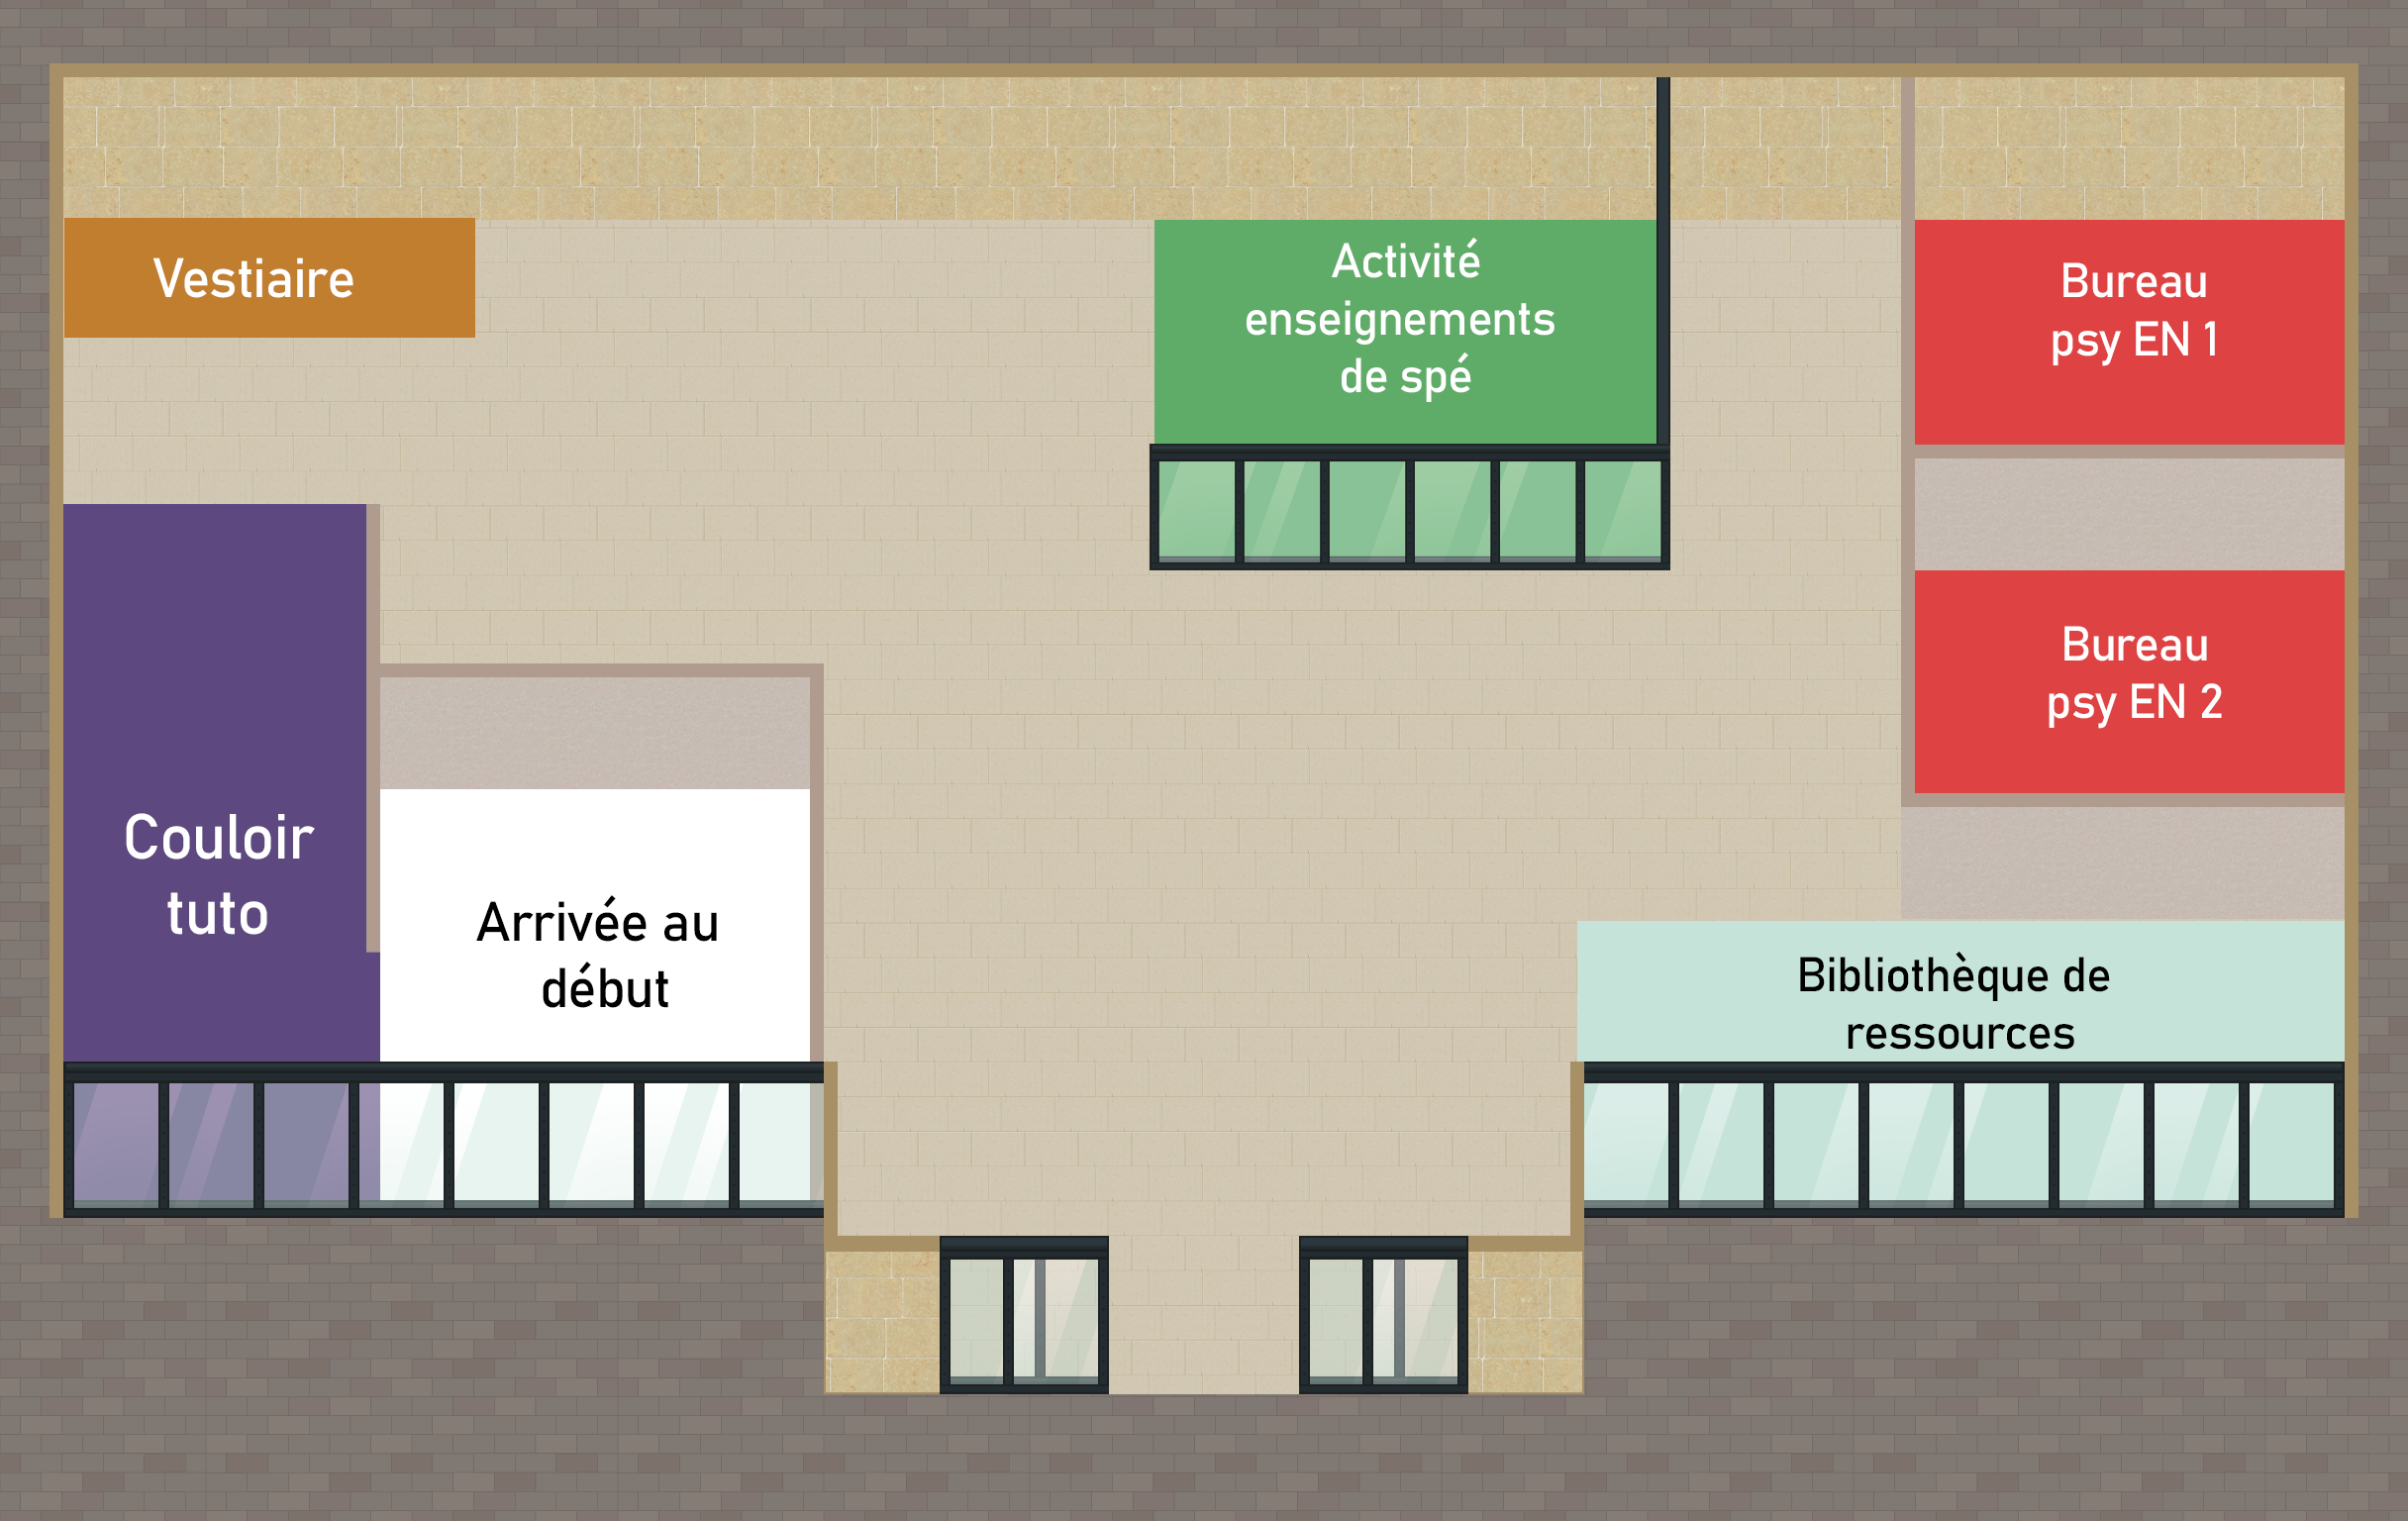 Vestiaire
Activité
enseignements
de spé
Bureau
psy EN 1
Bureau
psy EN 2
Couloir
tuto
Arrivée au
début
Bibliothèque de
ressources